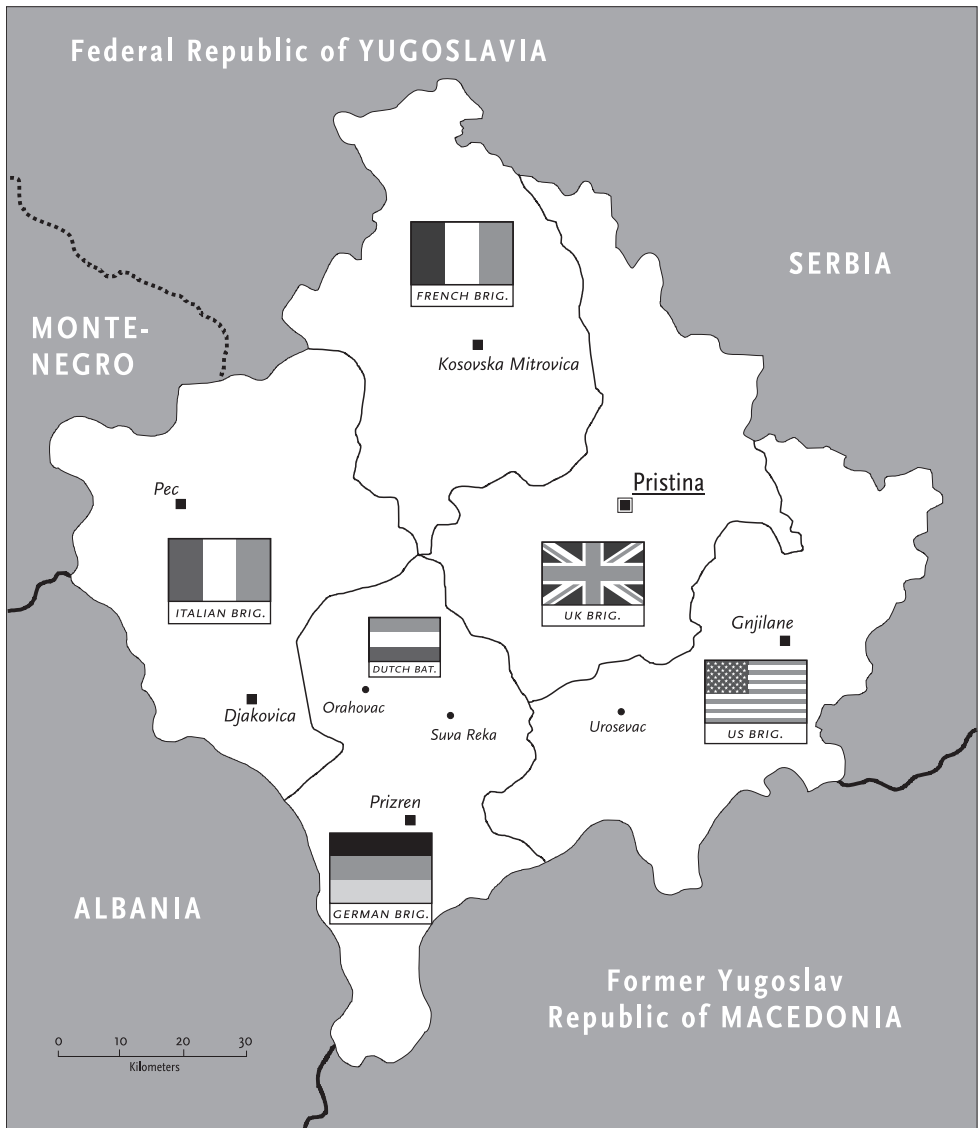 Federal Republic of YUGOSLAVIA
SERBIA
FRENCH BRIG.
MONTE-
NEGRO
Kosovska Mitrovica
Pec
Pristina
ITALIAN BRIG.
UK BRIG.
Gnjilane
DUTCH BAT.
Orahovac
Djakovica
Suva Reka
Urosevac
US BRIG.
Prizren
GERMAN BRIG.
ALBANIA
Former Yugoslav
Republic of MACEDONIA
0 10 20 30
Kilometers